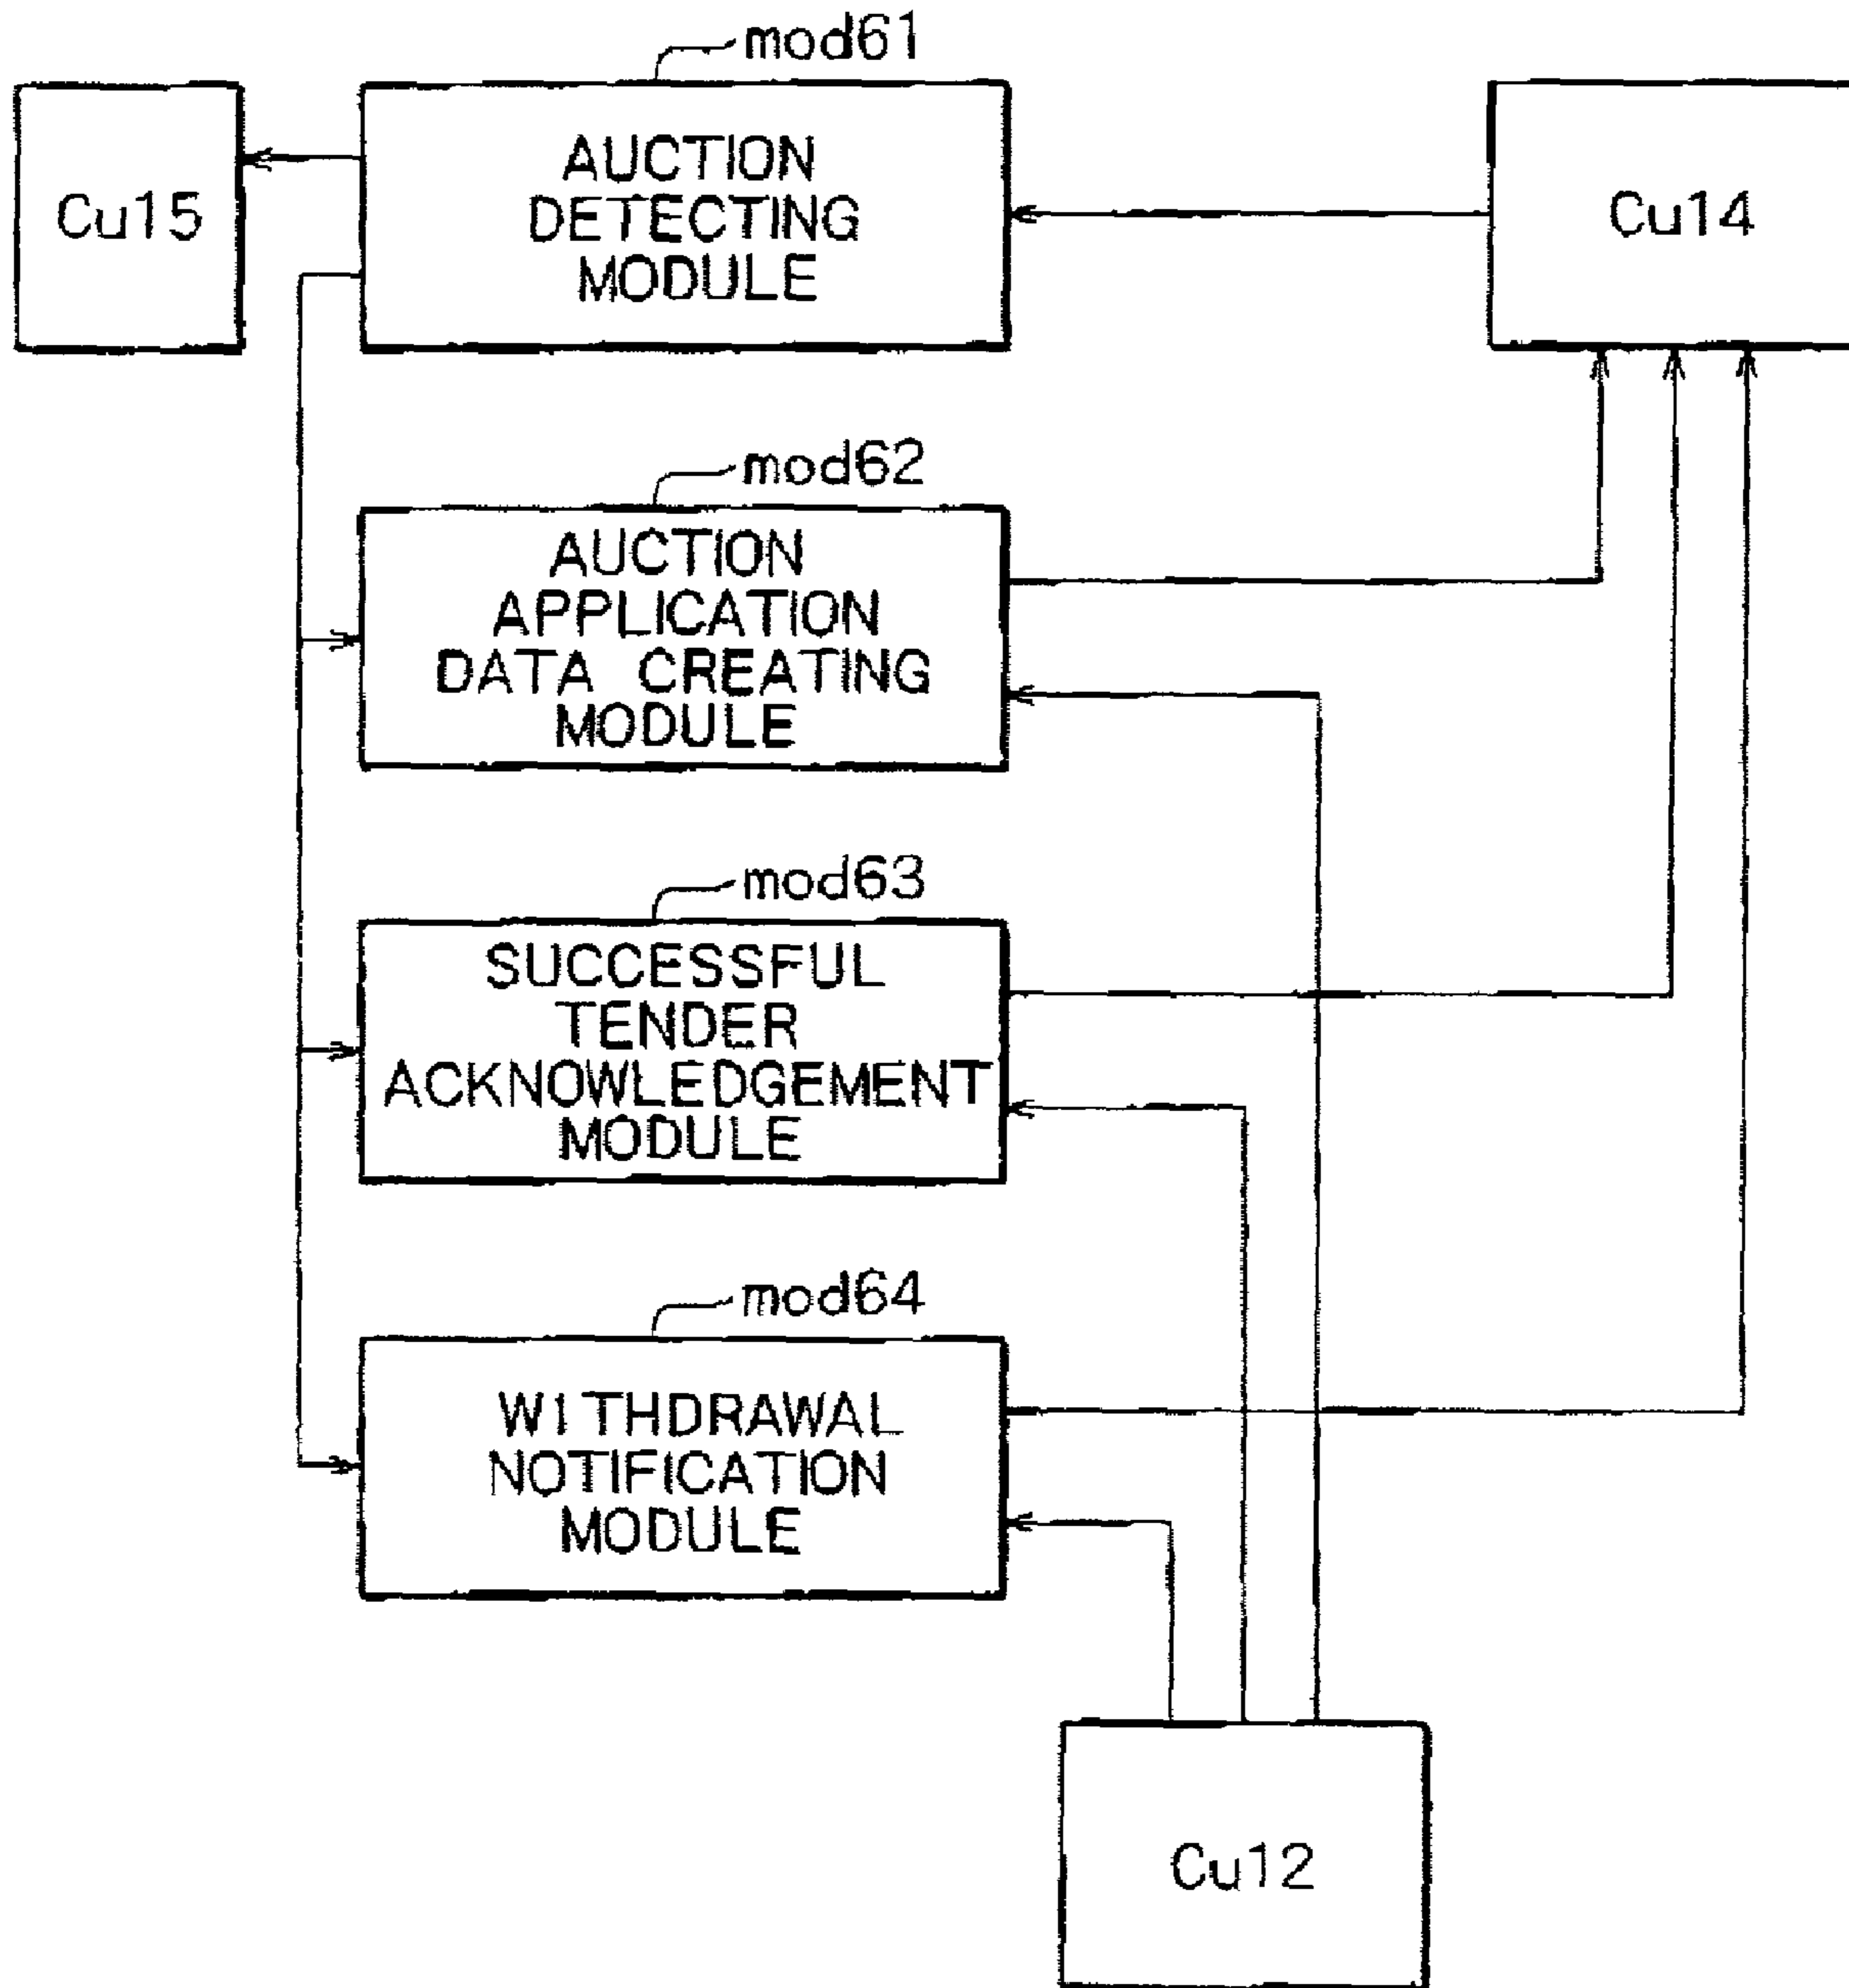 mod61
Cu15
AUCTION
DETECTING
MODULE
Cu14
mod62
AUCTION
APPLICATION
DATA CREATING
MODULE
mod63
SUCCESSFUL
TENDER
ACKNOWLEDGEMENT
MODULE
mod64
WITHDRAWAL
NOTIFICATION
MODULE
Cu12